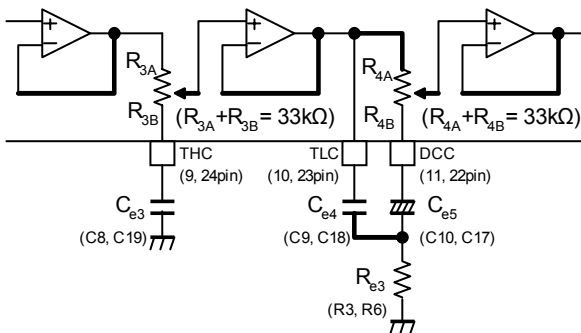 +
−
+
−
+
−
R3A
R4A
R3B
(R3A+R3B= 33kΩ)
R4B
(R4A+R4B= 33kΩ)
THC
TLC
DCC
(9, 24pin)
(10, 23pin)
(11, 22pin)
Ce3
Ce4
Ce5
(C8, C19)
(C9, C18)
(C10, C17)
Re3
(R3, R6)